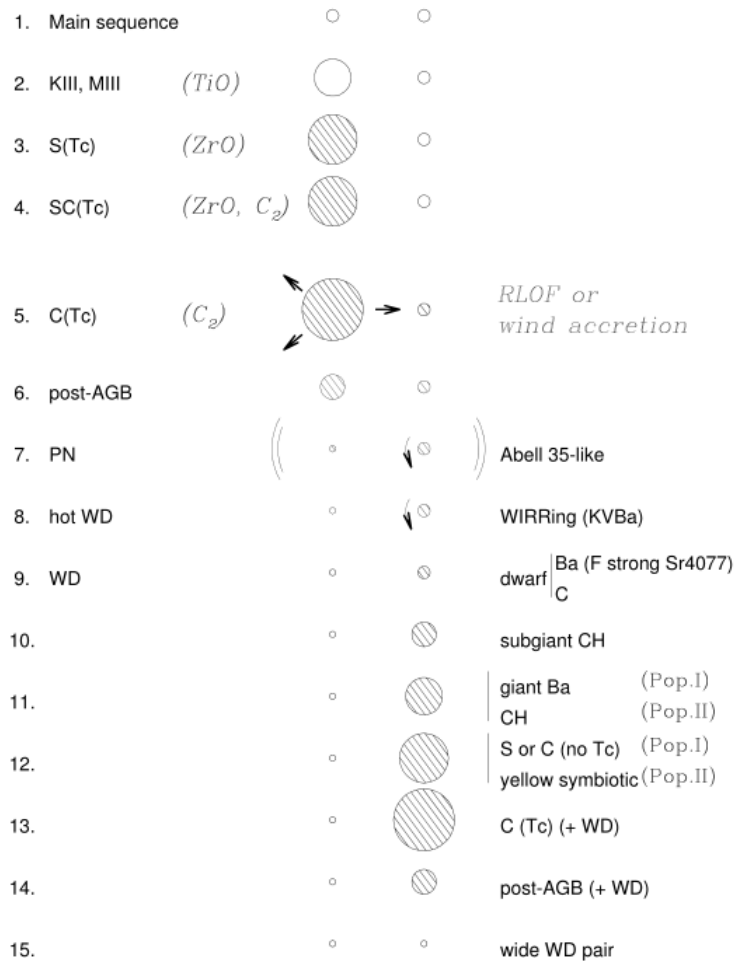 1. Main sequence
2. KIII, MIII (TiO)
3. S(Tc) (ZrO)
4. SC(Tc) (ZrO, C₂)
5. C(Tc) (C₂) RLOF or
wind accretion
6. post-AGB
7. PN Abell 35-like
8. hot WD WIRRing (KVBa)
9. WD dwarf Ba (F strong Sr4077)
C
10. subgiant CH
11. giant Ba (Pop.I)
CH (Pop.II)
12. S or C (no Tc) (Pop.I)
yellow symbiotic (Pop.II)
13. C (Tc) (+ WD)
14. post-AGB (+ WD)
15. wide WD pair